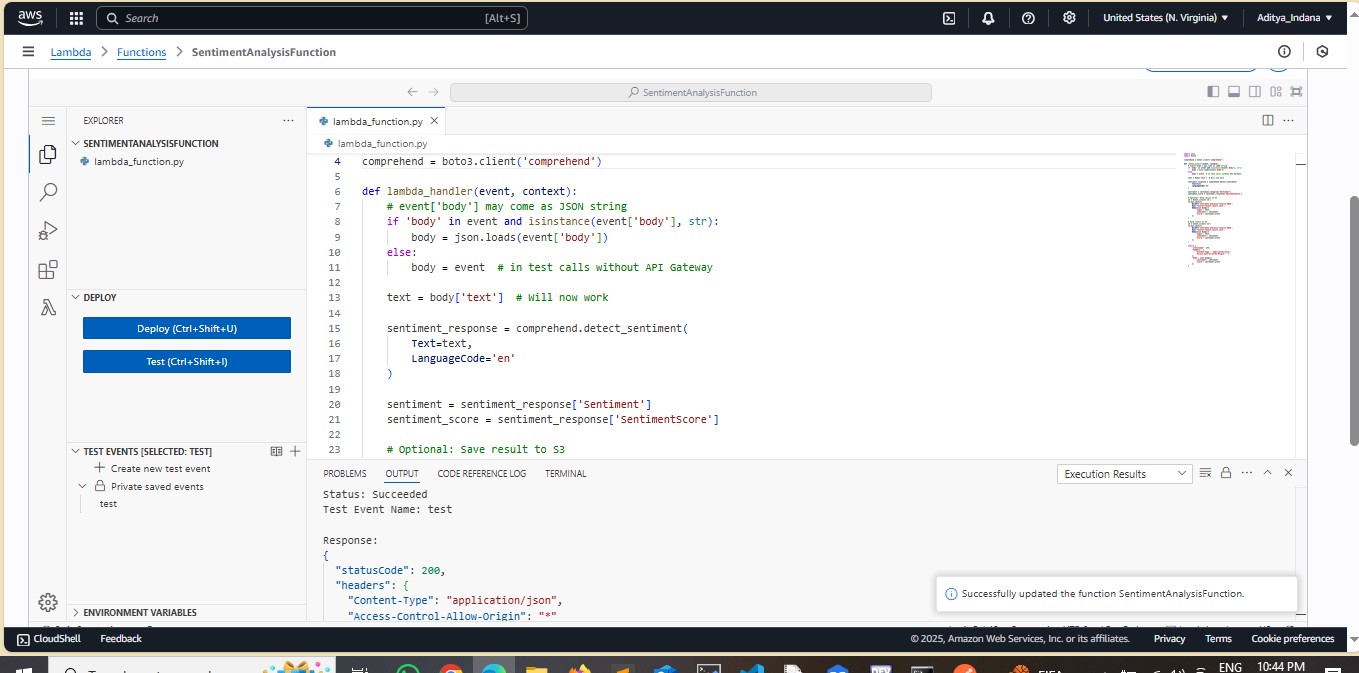 aws
Search
[Alt+S]
United States (N. Virginia)
Aditya_Indana
Lambda
Functions
SentimentAnalysisFunction
SentimentAnalysisFunction
EXPLORER
SENTIMENTANALYSISFUNCTION
lambda_function.py
DEPLOY
Deploy (Ctrl+Shift+U)
Test (Ctrl+Shift+I)
TEST EVENTS [SELECTED: TEST]
Create new test event
Private saved events
test
ENVIRONMENT VARIABLES
lambda_function.py
lambda_function.py
4 comprehend = boto3.client('comprehend')
5
6 def lambda_handler(event, context):
7 # event['body'] may come as JSON string
8 if 'body' in event and isinstance(event['body'], str):
9 body = json.loads(event['body'])
10 else:
11 body = event # in test calls without API Gateway
12
13 text = body['text'] # Will now work
14
15 sentiment_response = comprehend.detect_sentiment(
16 Text=text,
17 LanguageCode='en'
18 )
19
20 sentiment = sentiment_response['Sentiment']
21 sentiment_score = sentiment_response['SentimentScore']
22
23 # Optional: Save result to S3
PROBLEMS
OUTPUT
CODE REFERENCE LOG
TERMINAL
Execution Results
Status: Succeeded
Test Event Name: test
Response:
{
"statusCode": 200,
"headers": {
"Content-Type": "application/json",
"Access-Control-Allow-Origin": "*"
Successfully updated the function SentimentAnalysisFunction.
CloudShell
Feedback
© 2025, Amazon Web Services, Inc. or its affiliates.
Privacy
Terms
Cookie preferences
ENG
10:44 PM